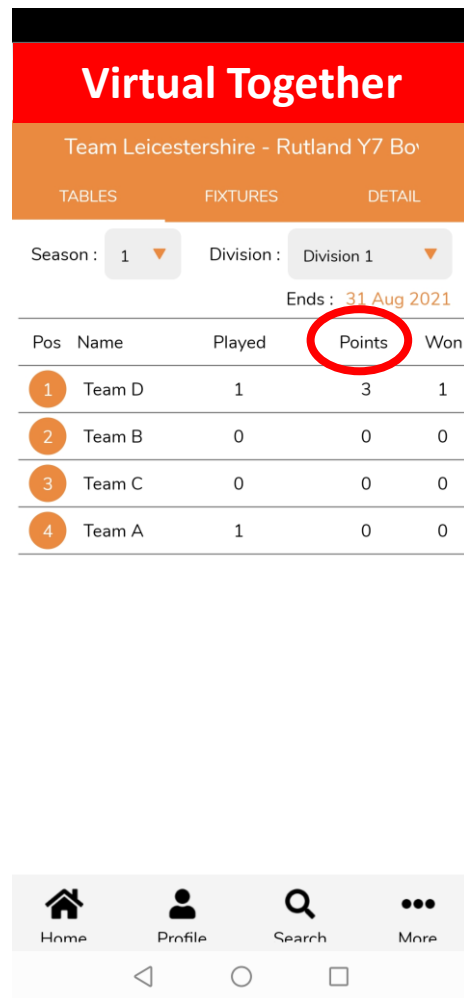 Virtual Together
Team Leicestershire - Rutland Y7 Bo
TABLES FIXTURES DETAIL
Season : 1 Division : Division 1
Ends : 31 Aug 2021
Pos Name Played Points Won
1 Team D 1 3 1
2 Team B 0 0 0
3 Team C 0 0 0
4 Team A 1 0 0
Home Profile Search More